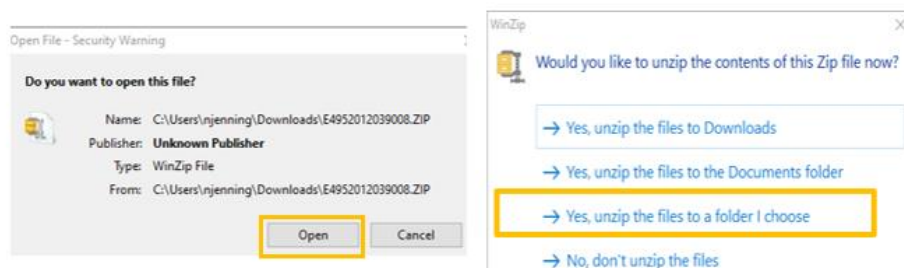 Open File - Security Warning
Do you want to open this file?
Name: C:\Users\njenning\Downloads\E4952012039008.ZIP
Publisher: Unknown Publisher
Type: WinZip File
From: C:\Users\njenning\Downloads\E4952012039008.ZIP
Open Cancel
WinZip
Would you like to unzip the contents of this Zip file now?
→ Yes, unzip the files to Downloads
→ Yes, unzip the files to the Documents folder
→ Yes, unzip the files to a folder I choose
→ No, don't unzip the files